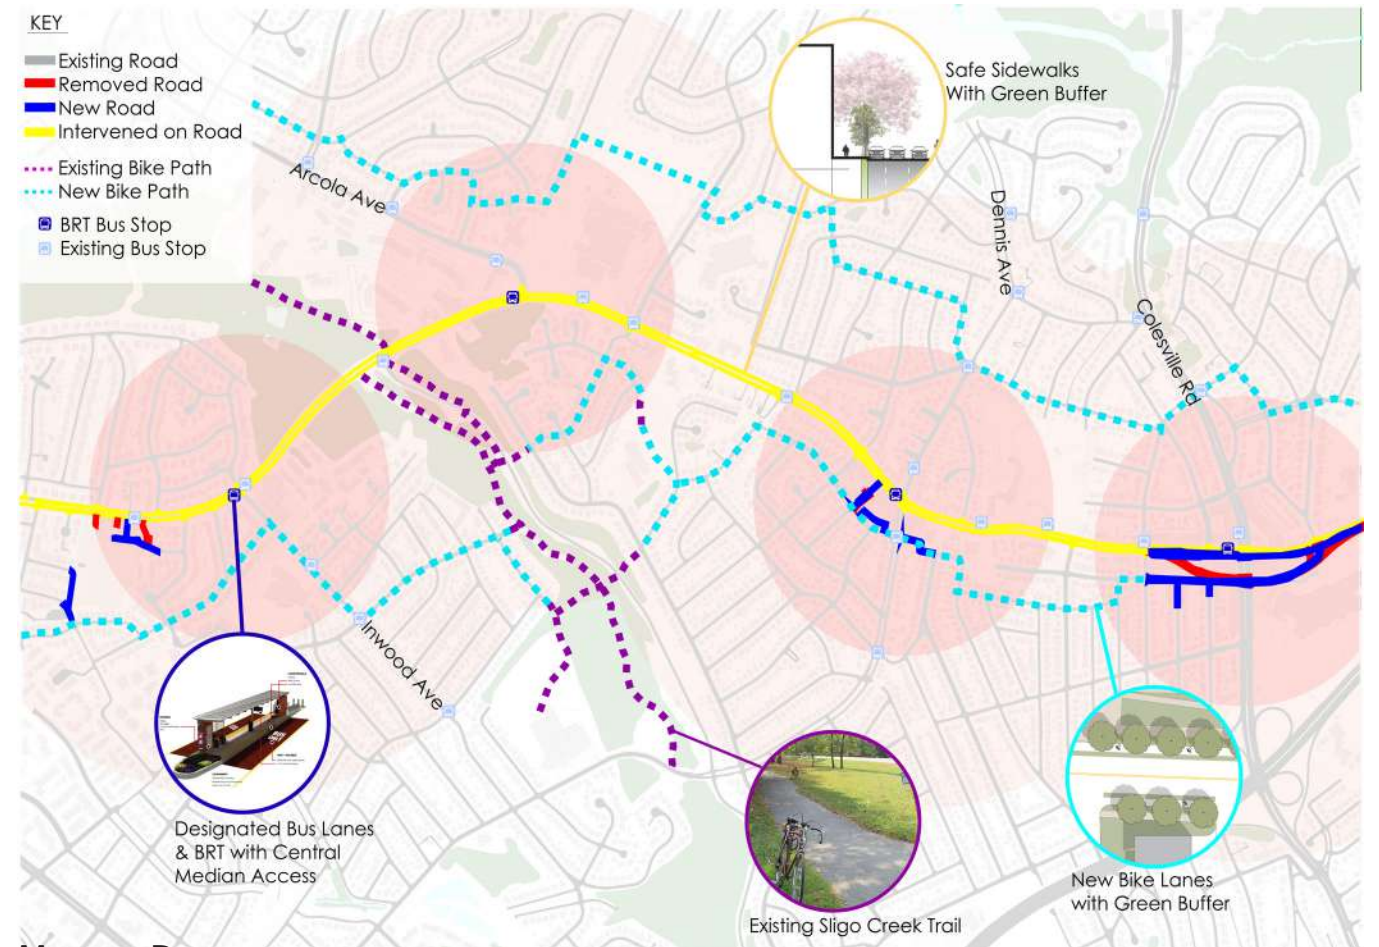 KEY
Existing Road
Removed Road
New Road
Intervened on Road
Existing Bike Path
New Bike Path
BRT Bus Stop
Existing Bus Stop
Safe Sidewalks
With Green Buffer
Arcola Ave
Dennis Ave
Colesville Rd
Inwood Ave
Designated Bus Lanes
& BRT with Central
Median Access
Existing Sligo Creek Trail
New Bike Lanes
with Green Buffer